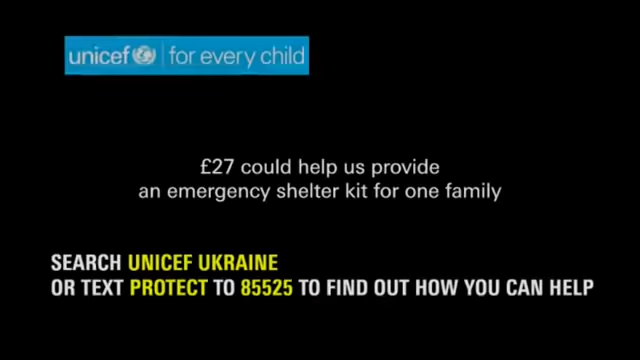 unicef for every child
£27 could help us provide
an emergency shelter kit for one family
SEARCH UNICEF UKRAINE
OR TEXT PROTECT TO 85525 TO FIND OUT HOW YOU CAN HELP